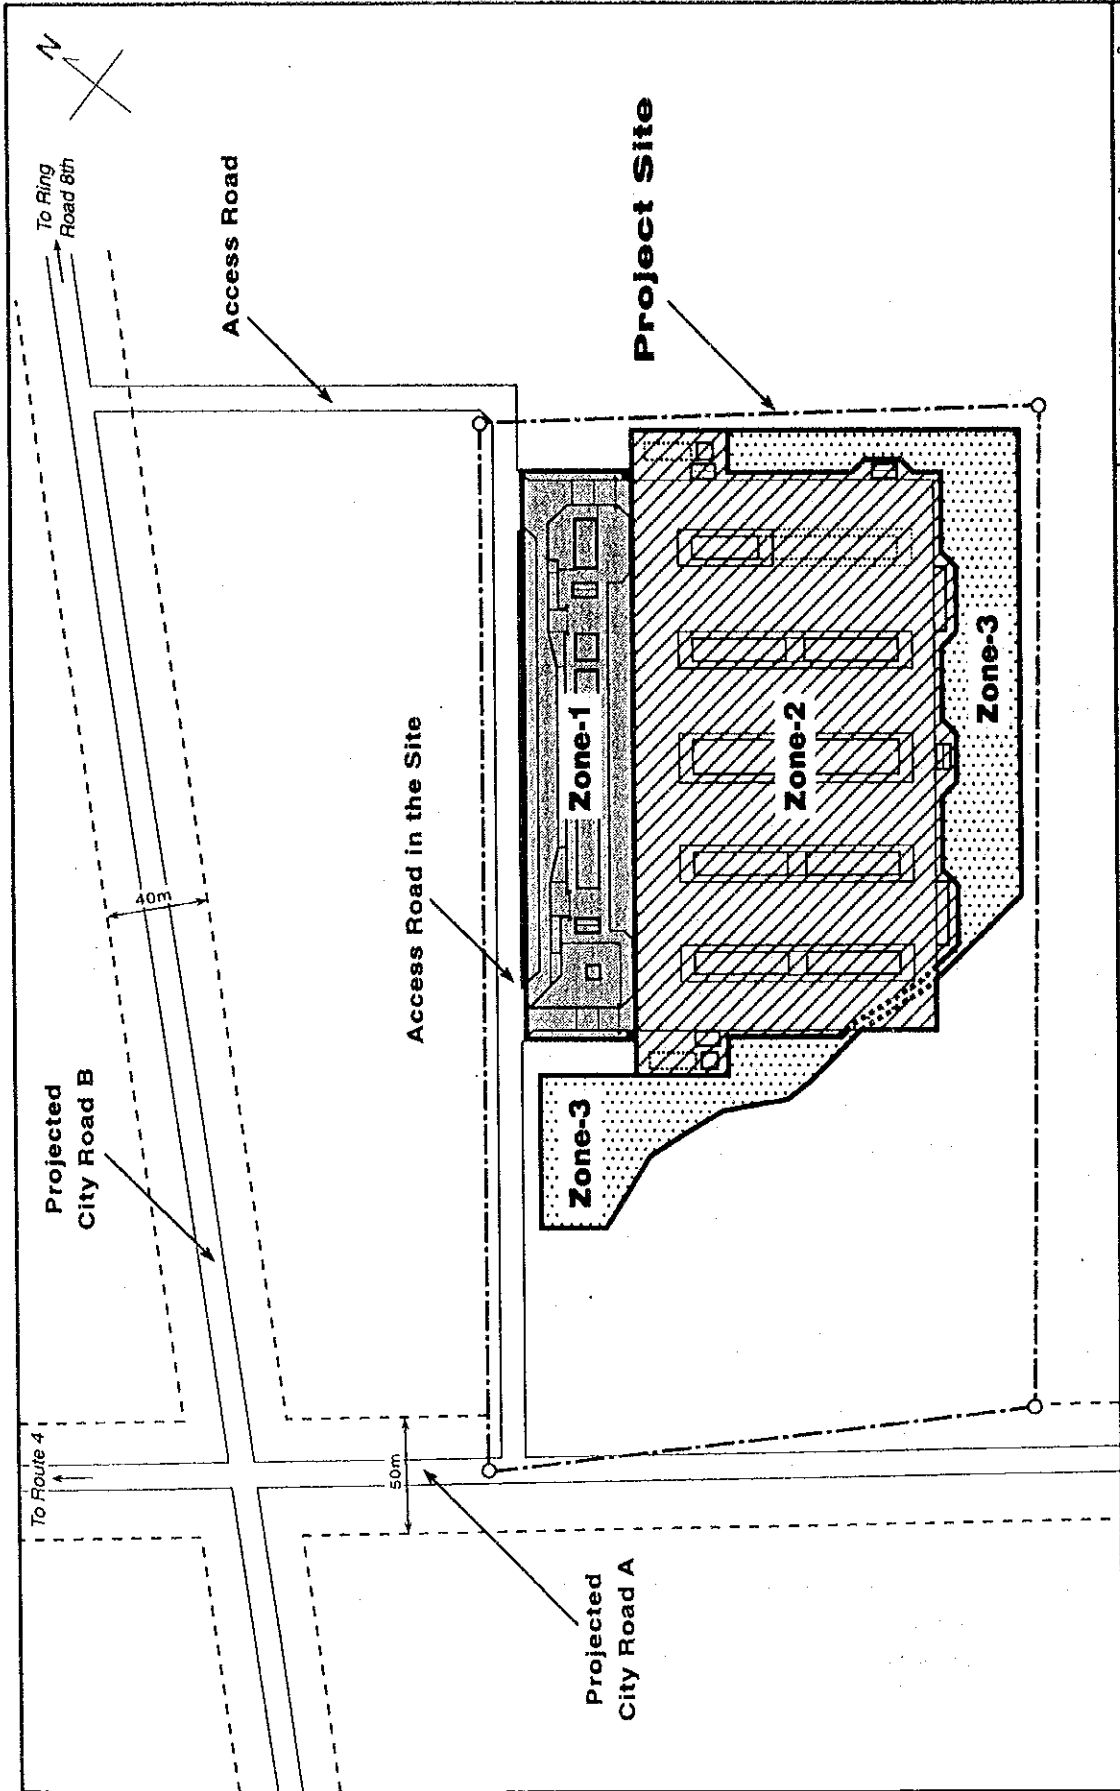 N
To Ring
Road 8th
Access Road
Project Site
40m
Access Road in the Site
Projected
City Road B
Zone-1
Zone-2
Zone-3
Zone-3
To Route 4
50m
Projected
City Road A